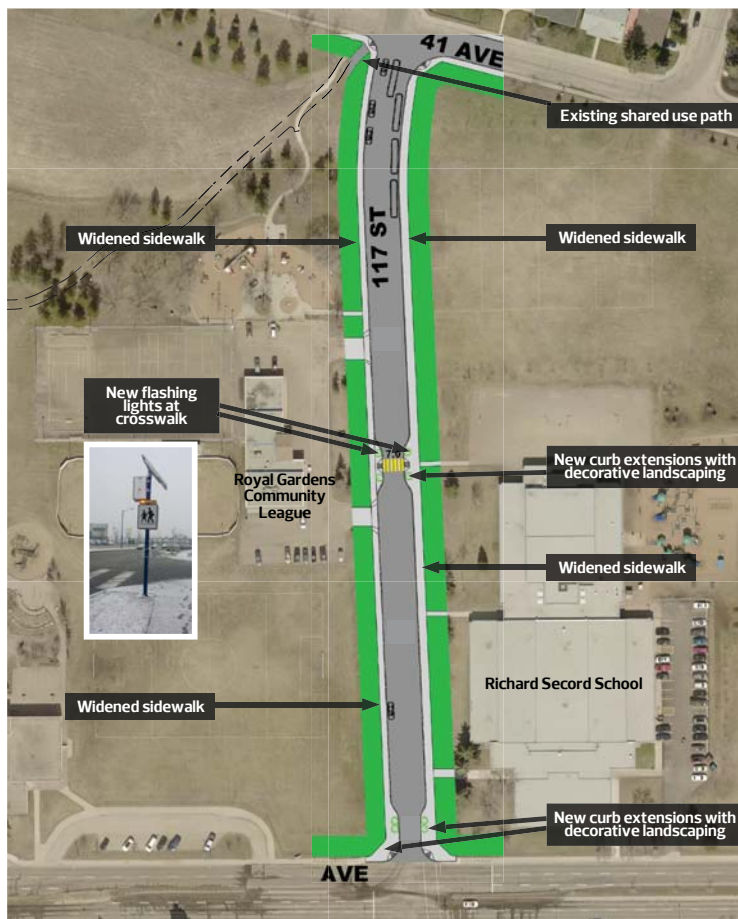 41 AVE
Existing shared use path
117 ST
Widened sidewalk
Widened sidewalk
New flashing
lights at
crosswalk
Royal Gardens
Community
League
New curb extensions with
decorative landscaping
Widened sidewalk
Richard Secord School
Widened sidewalk
New curb extensions with
decorative landscaping
AVE